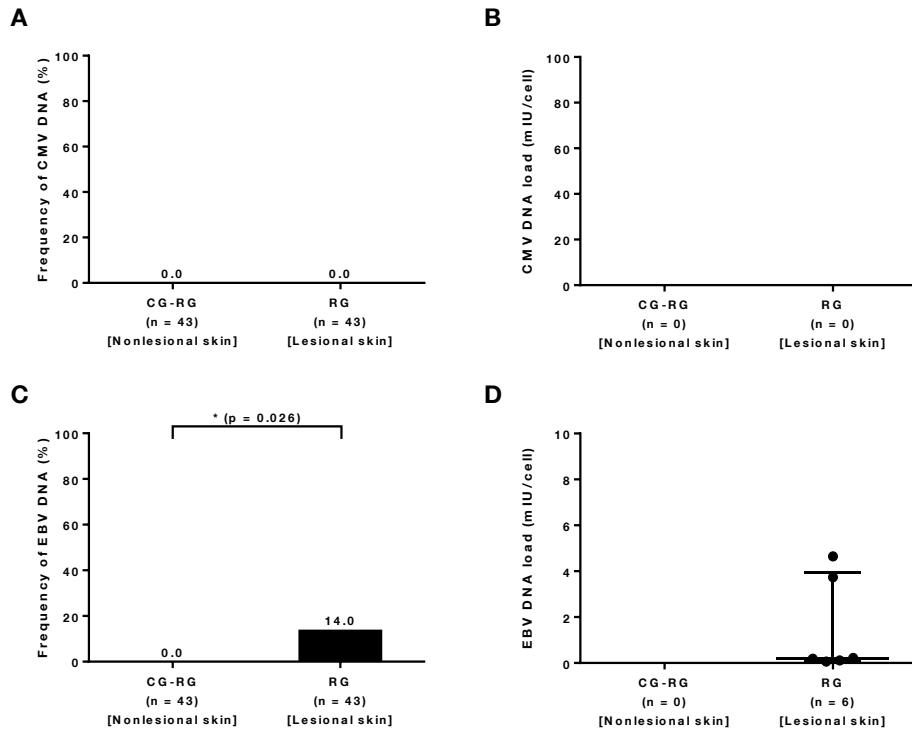 A
Frequency of CMV DNA (%)
100
80
60
40
20
0
0.0
0.0
CG-RG
(n = 43)
[Nonlesional skin]
RG
(n = 43)
[Lesional skin]
B
CMV DNA load (mIU/cell)
100
80
60
40
20
0
CG-RG
(n = 0)
[Nonlesional skin]
RG
(n = 0)
[Lesional skin]
C
* (p = 0.026)
Frequency of EBV DNA (%)
100
80
60
40
20
0
0.0
14.0
CG-RG
(n = 43)
[Nonlesional skin]
RG
(n = 43)
[Lesional skin]
D
EBV DNA load (mIU/cell)
10
8
6
4
2
0
CG-RG
(n = 0)
[Nonlesional skin]
RG
(n = 6)
[Lesional skin]